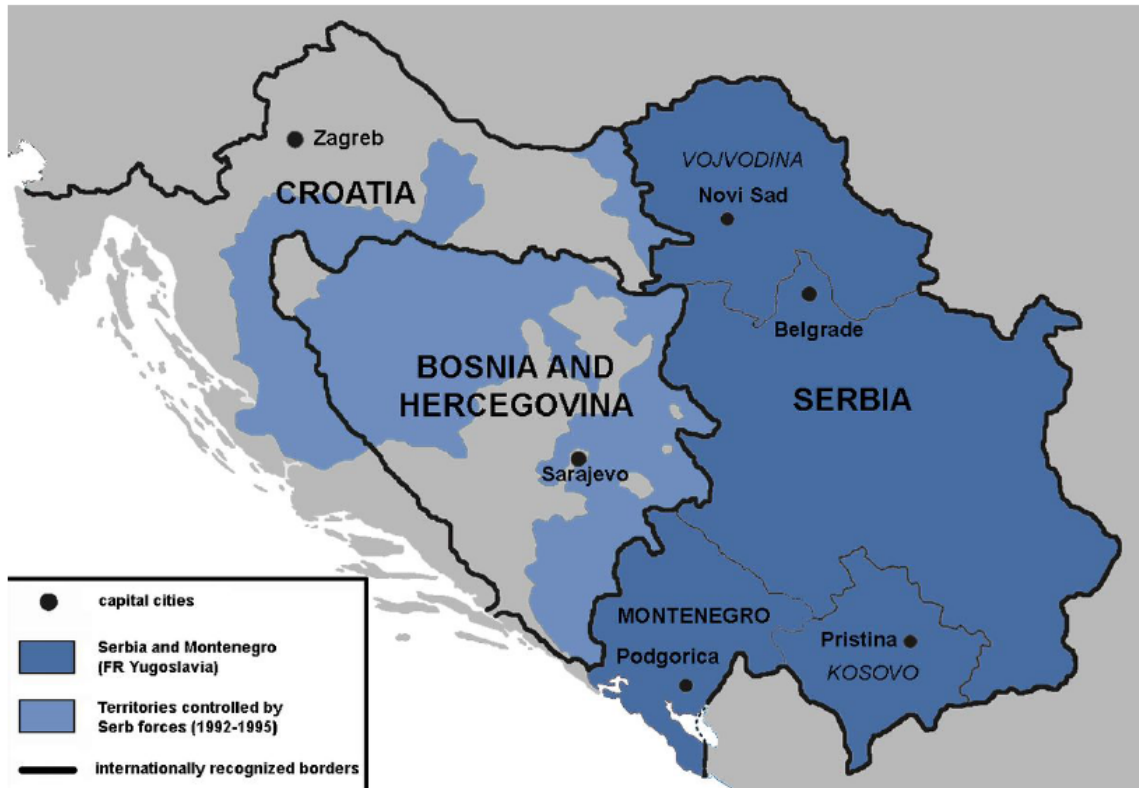 Zagreb
CROATIA
VOJVODINA
Novi Sad
Belgrade
BOSNIA AND
HERCEGOVINA
SERBIA
Sarajevo
MONTENEGRO
Podgorica
Pristina
KOSOVO
capital cities
Serbia and Montenegro
(FR Yugoslavia)
Territories controlled by
Serb forces (1992-1995)
internationally recognized borders